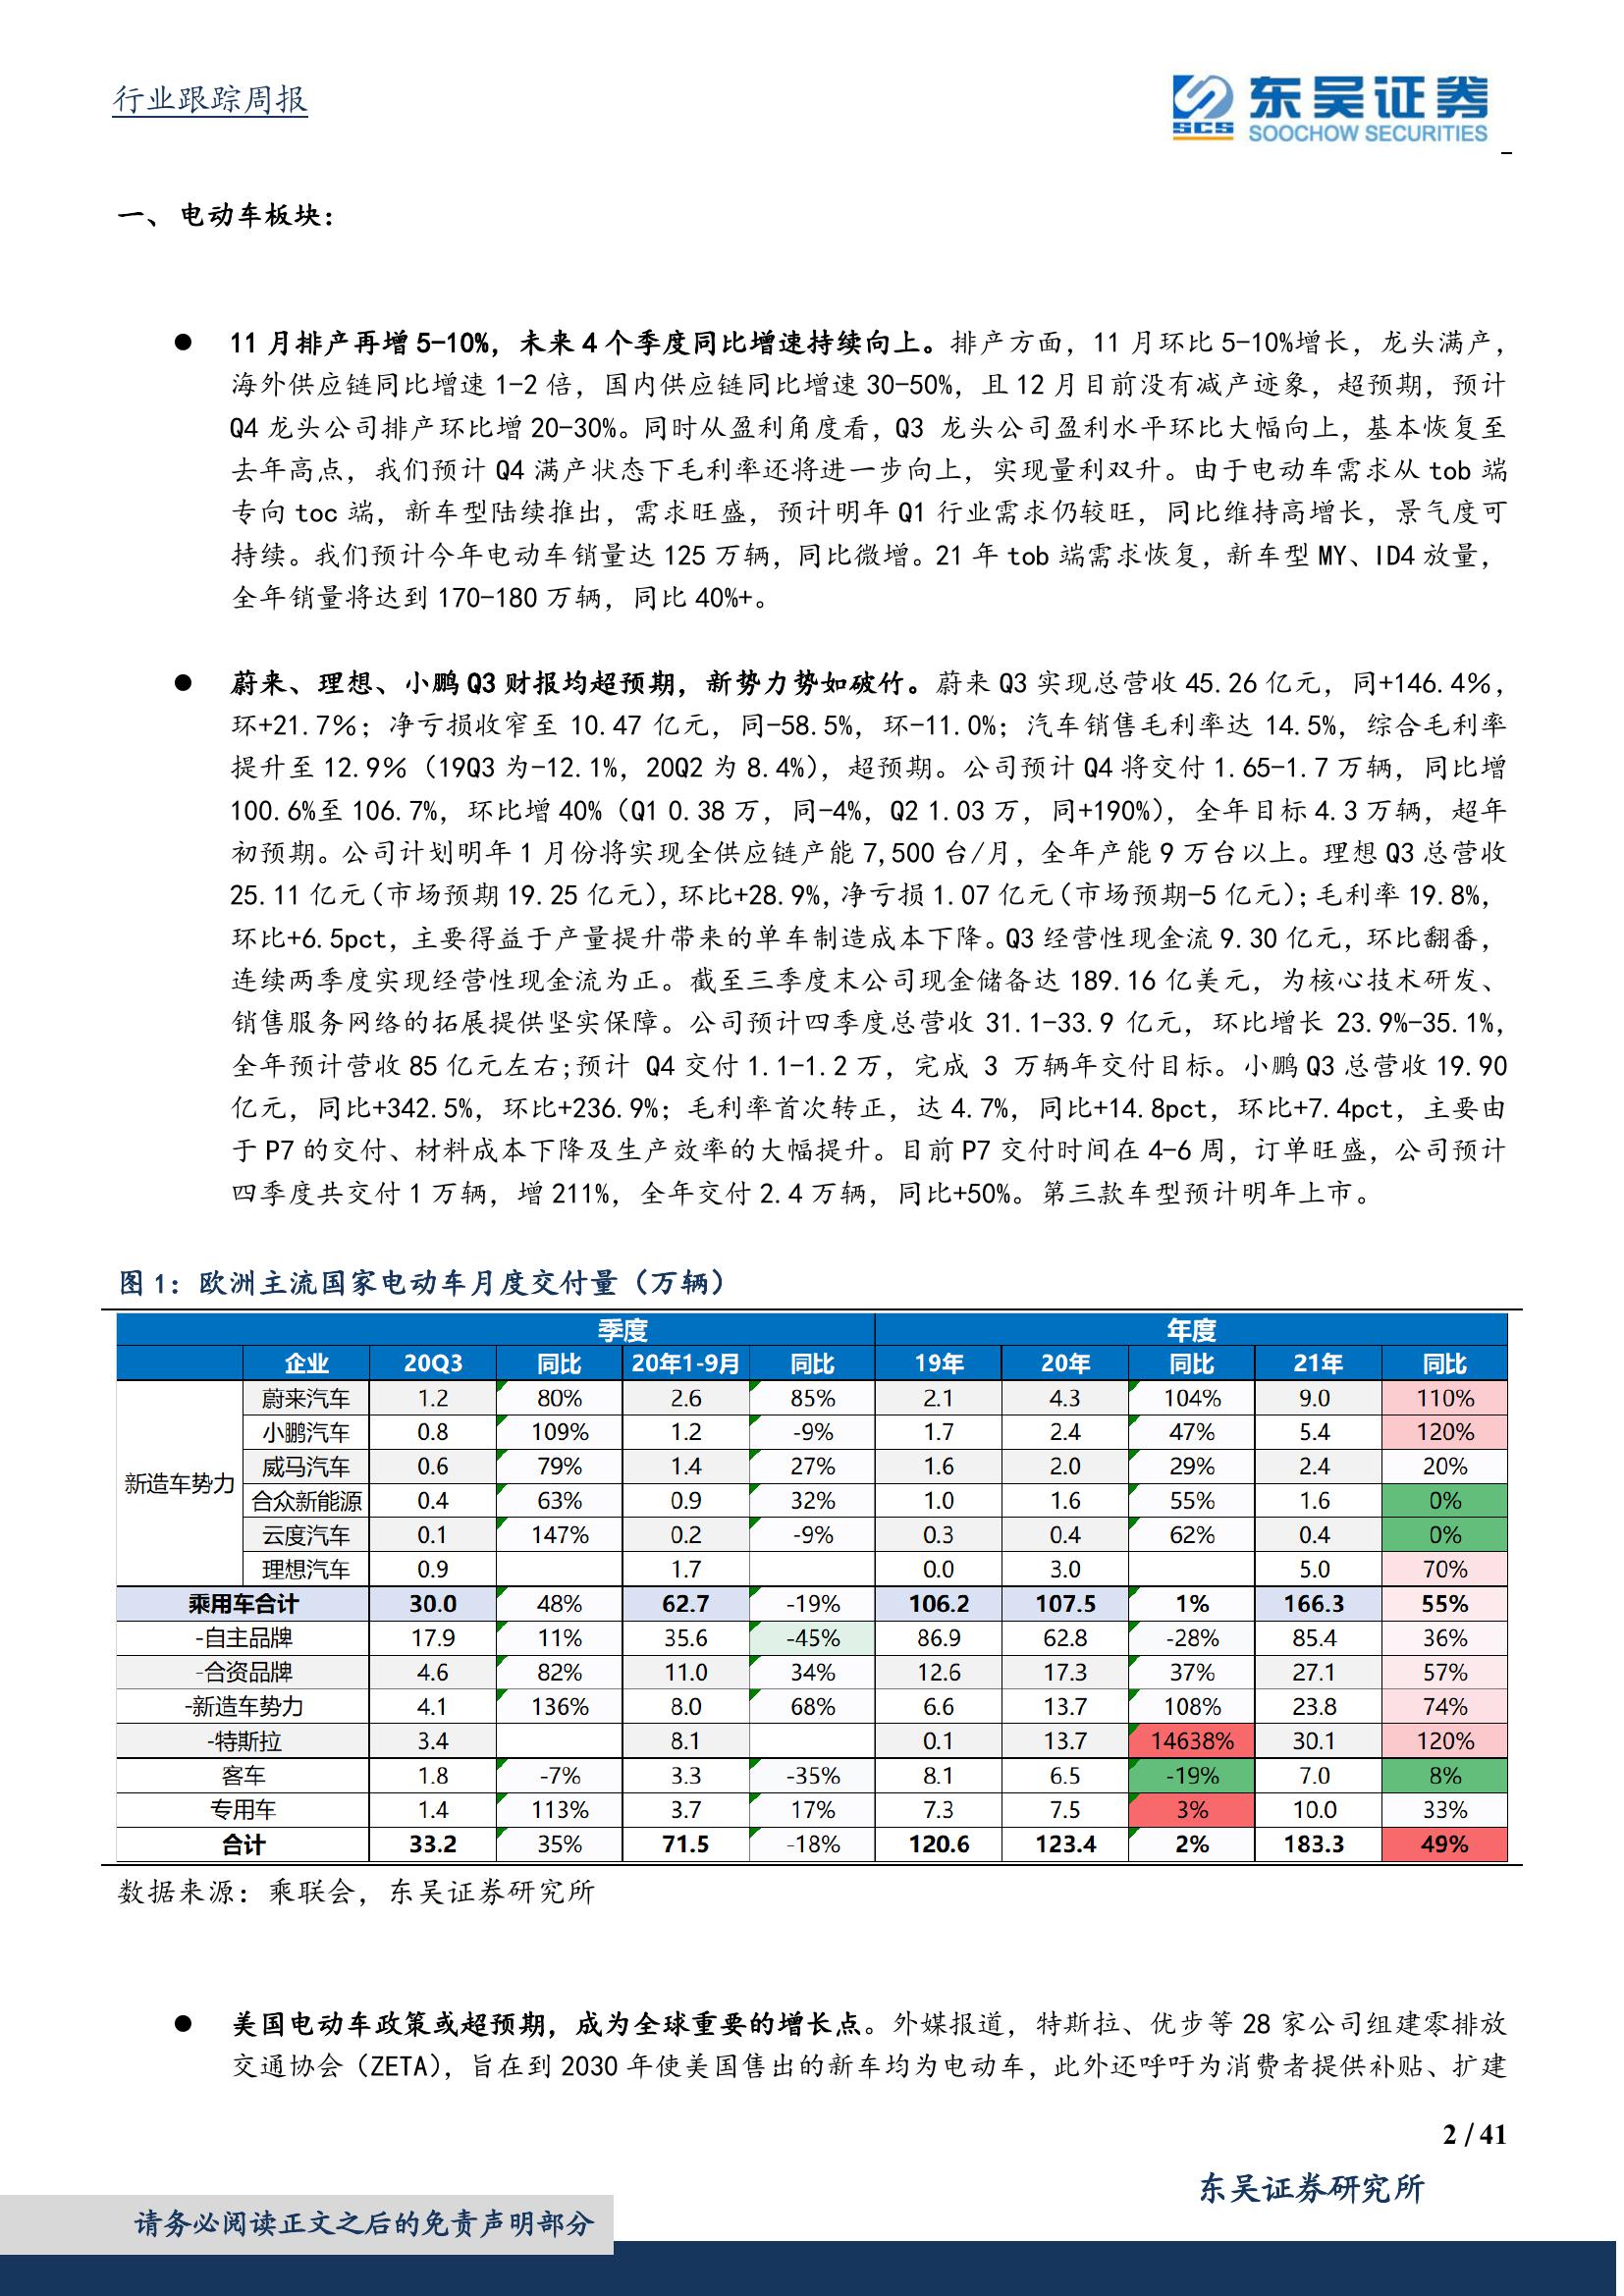 行业跟踪周报
SCS 东吴证券
SOOCHOW SECURITIES
一、 电动车板块：
● 11 月排产再增 5-10%，未来 4 个季度同比增速持续向上。排产方面，11 月环比 5-10%增长，龙头满产，
海外供应链同比增速 1-2 倍，国内供应链同比增速 30-50%，且 12 月目前没有减产迹象，超预期，预计
Q4 龙头公司排产环比增 20-30%。同时从盈利角度看，Q3 龙头公司盈利水平环比大幅向上，基本恢复至
去年高点，我们预计 Q4 满产状态下毛利率还将进一步向上，实现量利双升。由于电动车需求从 tob 端
专向 toc 端，新车型陆续推出，需求旺盛，预计明年 Q1 行业需求仍较旺，同比维持高增长，景气度可
持续。我们预计今年电动车销量达 125 万辆，同比微增。21 年 tob 端需求恢复，新车型 MY、ID4 放量，
全年销量将达到 170-180 万辆，同比 40%+。
● 蔚来、理想、小鹏 Q3 财报均超预期，新势力势如破竹。蔚来 Q3 实现总营收 45.26 亿元，同+146.4%，
环+21.7%；净亏损收窄至 10.47 亿元，同-58.5%，环-11.0%；汽车销售毛利率达 14.5%，综合毛利率
提升至 12.9%（19Q3 为-12.1%，20Q2 为 8.4%），超预期。公司预计 Q4 将交付 1.65-1.7 万辆，同比增
100.6%至 106.7%，环比增 40%（Q1 0.38 万，同-4%，Q2 1.03 万，同+190%），全年目标 4.3 万辆，超年
初预期。公司计划明年 1 月份将实现全供应链产能 7,500 台/月，全年产能 9 万台以上。理想 Q3 总营收
25.11 亿元（市场预期 19.25 亿元），环比+28.9%，净亏损 1.07 亿元（市场预期-5 亿元）；毛利率 19.8%，
环比+6.5pct，主要得益于产量提升带来的单车制造成本下降。Q3 经营性现金流 9.30 亿元，环比翻番，
连续两季度实现经营性现金流为正。截至三季度末公司现金储备达 189.16 亿美元，为核心技术研发、
销售服务网络的拓展提供坚实保障。公司预计四季度总营收 31.1-33.9 亿元，环比增长 23.9%-35.1%，
全年预计营收 85 亿元左右；预计 Q4 交付 1.1-1.2 万，完成 3 万辆年交付目标。小鹏 Q3 总营收 19.90
亿元，同比+342.5%，环比+236.9%；毛利率首次转正，达 4.7%，同比+14.8pct，环比+7.4pct，主要由
于 P7 的交付、材料成本下降及生产效率的大幅提升。目前 P7 交付时间在 4-6 周，订单旺盛，公司预计
四季度共交付 1 万辆，增 211%，全年交付 2.4 万辆，同比+50%。第三款车型预计明年上市。
图 1：欧洲主流国家电动车月度交付量（万辆）
季度 年度
企业 20Q3 同比 20年1-9月 同比 19年 20年 同比 21年 同比
新造车势力
蔚来汽车 1.2 80% 2.6 85% 2.1 4.3 104% 9.0 110%
小鹏汽车 0.8 109% 1.2 -9% 1.7 2.4 47% 5.4 120%
威马汽车 0.6 79% 1.4 27% 1.6 2.0 29% 2.4 20%
合众新能源 0.4 63% 0.9 32% 1.0 1.6 55% 1.6 0%
云度汽车 0.1 147% 0.2 -9% 0.3 0.4 62% 0.4 0%
理想汽车 0.9 1.7 0.0 3.0 5.0 70%
乘用车合计 30.0 48% 62.7 -19% 106.2 107.5 1% 166.3 55%
-自主品牌 17.9 11% 35.6 -45% 86.9 62.8 -28% 85.4 36%
-合资品牌 4.6 82% 11.0 34% 12.6 17.3 37% 27.1 57%
-新造车势力 4.1 136% 8.0 68% 6.6 13.7 108% 23.8 74%
-特斯拉 3.4 8.1 0.1 13.7 14638% 30.1 120%
客车 1.8 -7% 3.3 -35% 8.1 6.5 -19% 7.0 8%
专用车 1.4 113% 3.7 17% 7.3 7.5 3% 10.0 33%
合计 33.2 35% 71.5 -18% 120.6 123.4 2% 183.3 49%
数据来源：乘联会，东吴证券研究所
● 美国电动车政策或超预期，成为全球重要的增长点。外媒报道，特斯拉、优步等 28 家公司组建零排放
交通协会（ZETA），旨在到 2030 年使美国售出的新车均为电动车，此外还呼吁为消费者提供补贴、扩建
2 / 41
东吴证券研究所
请务必阅读正文之后的免责声明部分